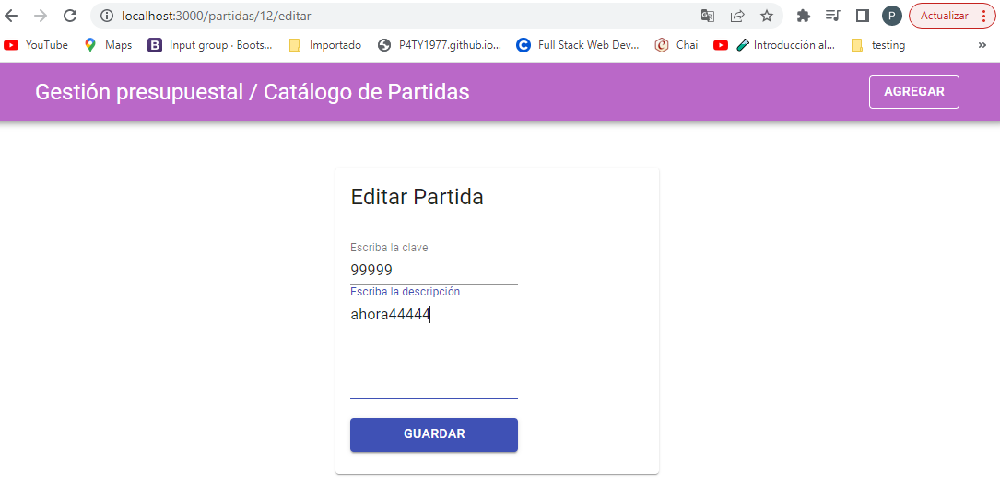 localhost:3000/partidas/12/editar
P
Actualizar
YouTube Maps B Input group · Boots... Importado P4TY1977.github.io... Full Stack Web Dev... Chai Introducción al... testing »
Gestión presupuestal / Catálogo de Partidas
AGREGAR
Editar Partida
Escriba la clave
99999
Escriba la descripción
ahora44444
GUARDAR